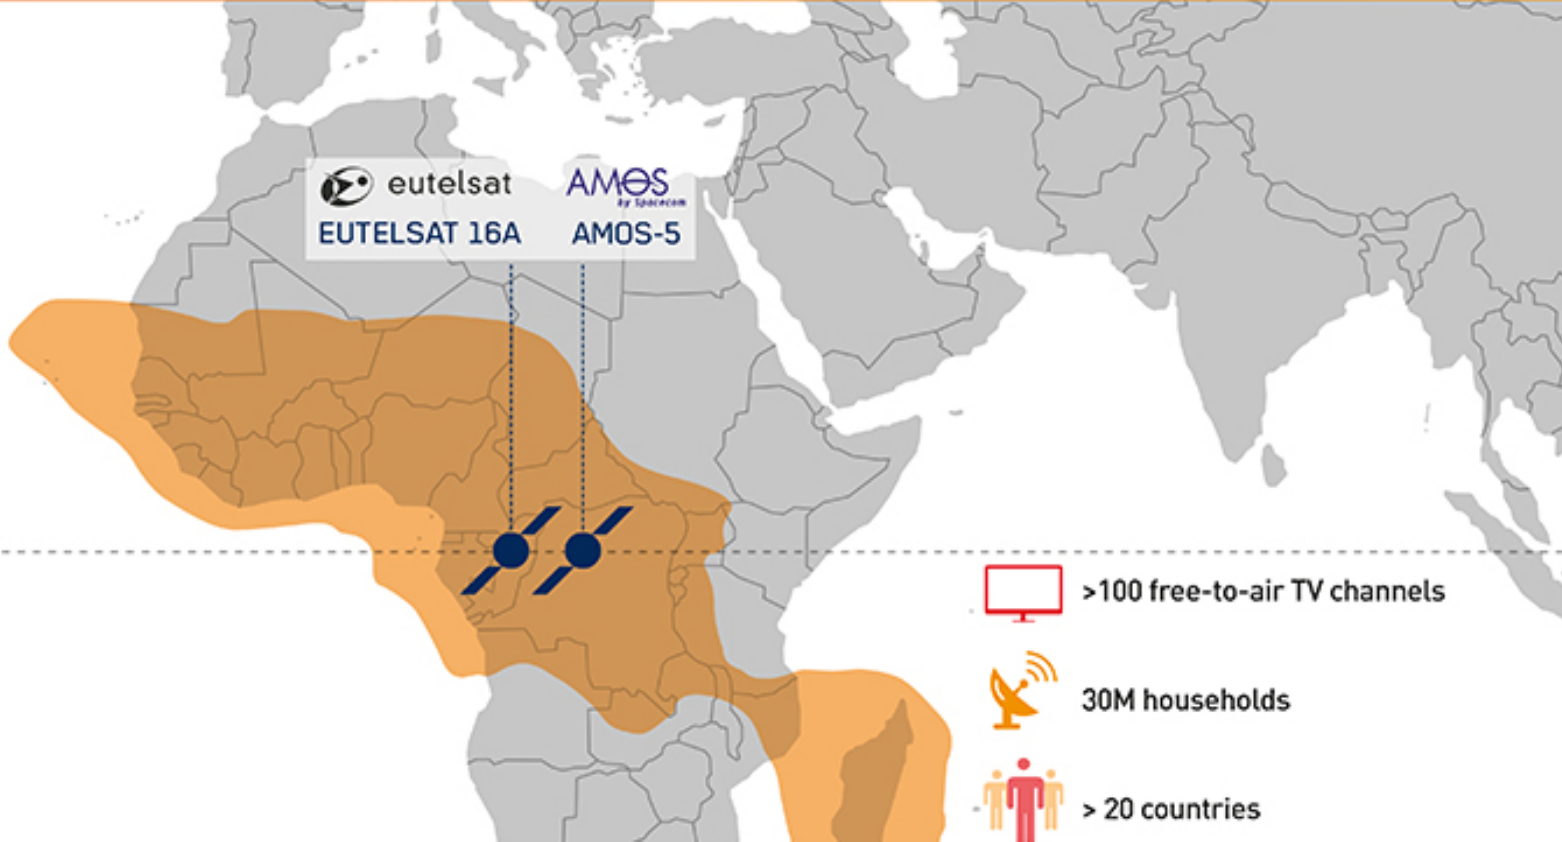 eutelsat
AMOS
by Spacecom
EUTELSAT 16A
AMOS-5
>100 free-to-air TV channels
30M households
> 20 countries